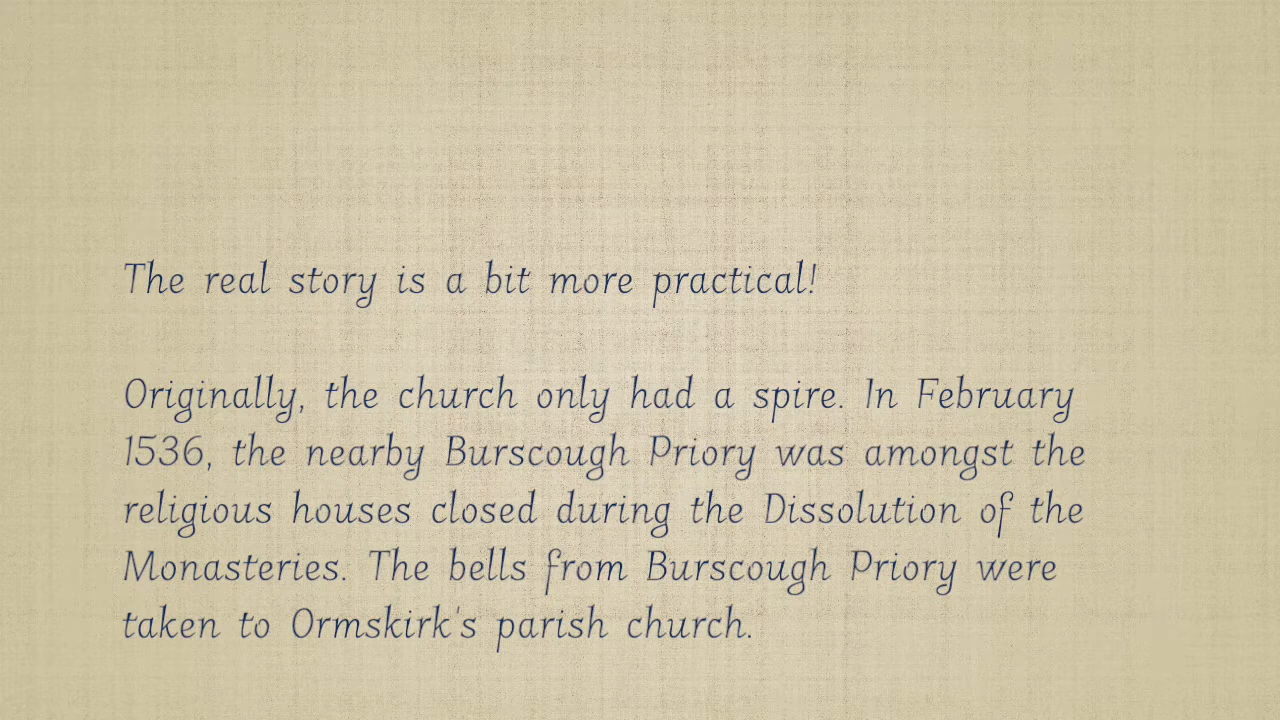 The real story is a bit more practical!
Originally, the church only had a spire. In February
1536, the nearby Burscough Priory was amongst the
religious houses closed during the Dissolution of the
Monasteries. The bells from Burscough Priory were
taken to Ormskirk's parish church.